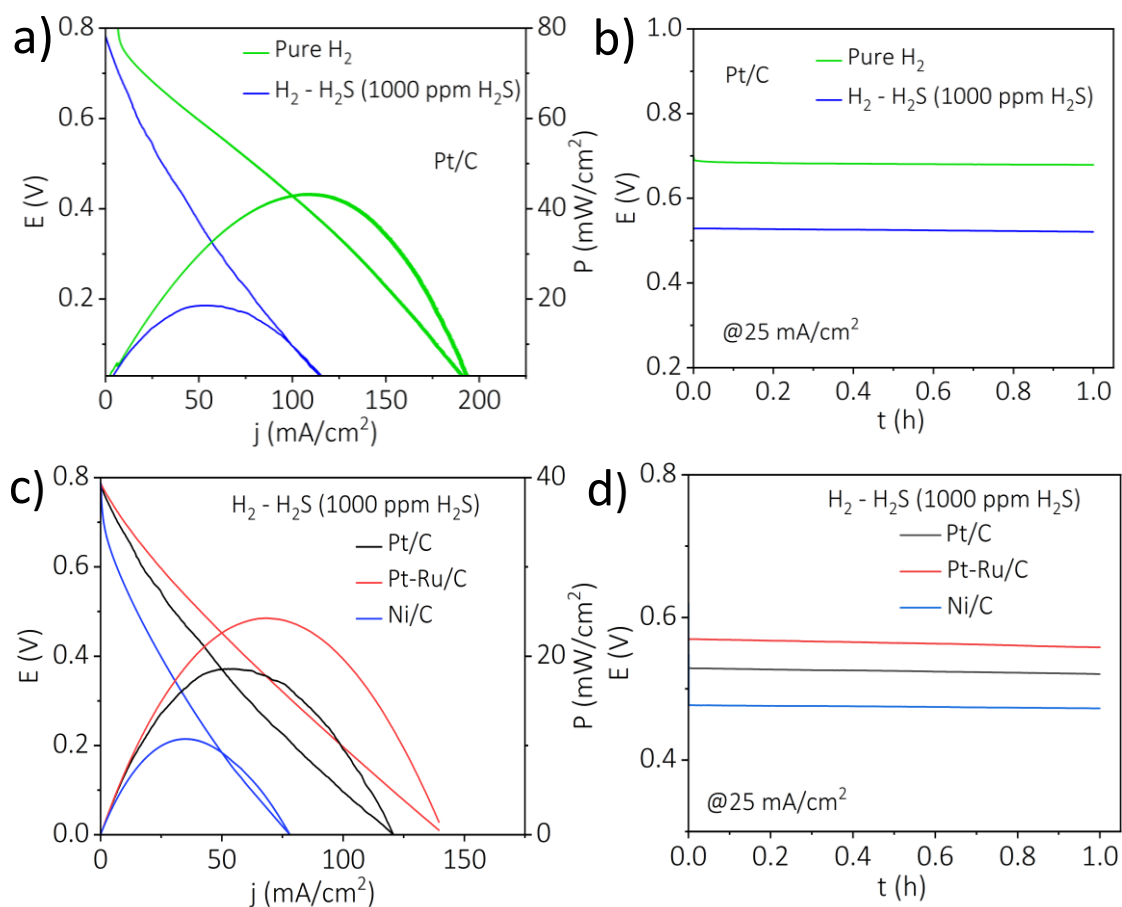 a)
0.8
0.6
0.4
0.2
E (V)
80
60
40
20
0
P (mW/cm²)
Pure H₂
H₂ - H₂S (1000 ppm H₂S)
Pt/C
0 50 100 150 200
j (mA/cm²)
b)
1.0
0.8
0.6
0.4
0.2
E (V)
Pt/C
Pure H₂
H₂ - H₂S (1000 ppm H₂S)
@25 mA/cm²
0.0 0.2 0.4 0.6 0.8 1.0
t (h)
c)
0.8
0.6
0.4
0.2
0.0
E (V)
40
20
0
P (mW/cm²)
H₂ - H₂S (1000 ppm H₂S)
Pt/C
Pt-Ru/C
Ni/C
0 50 100 150
j (mA/cm²)
d)
0.8
0.6
0.4
E (V)
H₂ - H₂S (1000 ppm H₂S)
Pt/C
Pt-Ru/C
Ni/C
@25 mA/cm²
0.0 0.2 0.4 0.6 0.8 1.0
t (h)